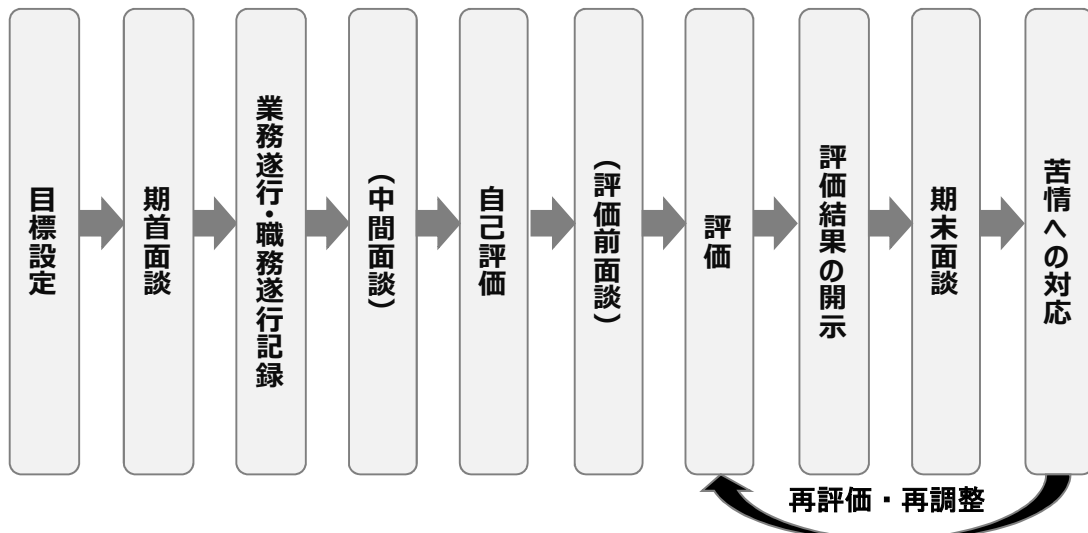 目標設定
期首面談
業務遂行・職務遂行記録
（中間面談）
自己評価
（評価前面談）
評価
評価結果の開示
期末面談
苦情への対応
再評価・再調整